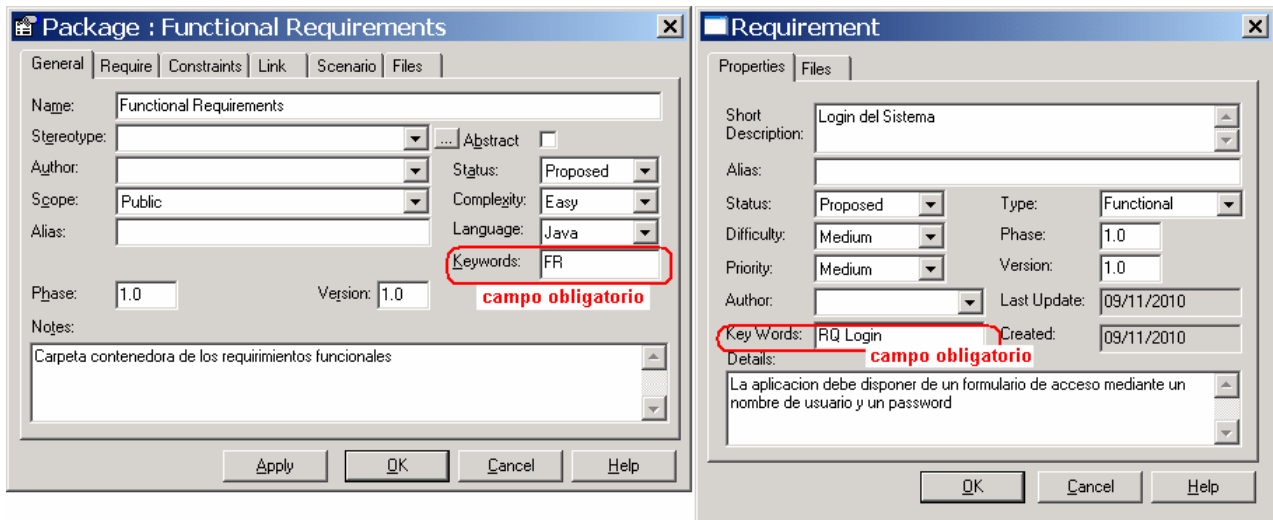 Package : Functional Requirements
General Require Constraints Link Scenario Files
Name: Functional Requirements
Stereotype: ... Abstract
Author: Status: Proposed
Scope: Public Complexity: Easy
Alias: Language: Java
Keywords: FR
campo obligatorio
Phase: 1.0 Version: 1.0
Notes:
Carpeta contenedora de los requirimientos funcionales
Apply OK Cancel Help
Requirement
Properties Files
Short Description: Login del Sistema
Alias:
Status: Proposed Type: Functional
Difficulty: Medium Phase: 1.0
Priority: Medium Version: 1.0
Author: Last Update: 09/11/2010
Key Words: RQ Login Created: 09/11/2010
campo obligatorio
Details:
La aplicacion debe disponer de un formulario de acceso mediante un
nombre de usuario y un password
OK Cancel Help